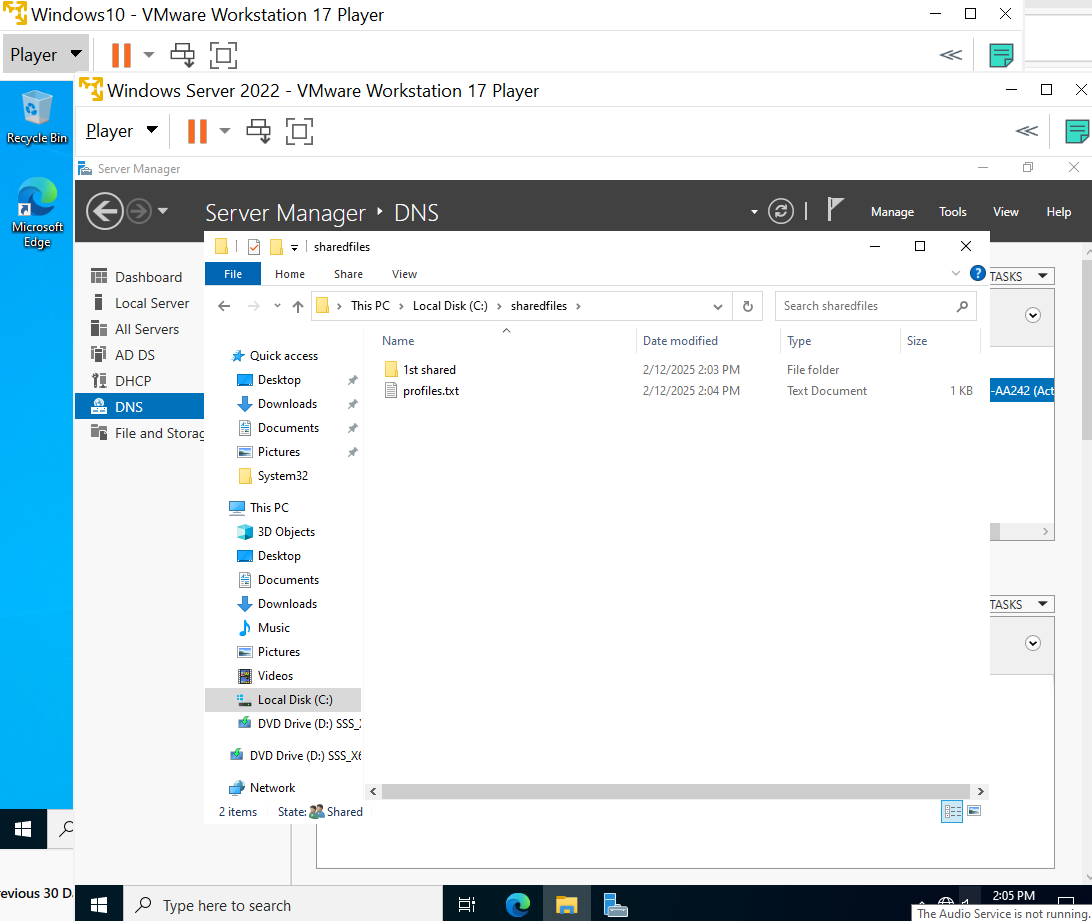 Windows10 - VMware Workstation 17 Player
Player
Recycle Bin
Microsoft
Edge
Windows Server 2022 - VMware Workstation 17 Player
Player
Server Manager
Server Manager ‣ DNS
Manage Tools View Help
Dashboard
Local Server
All Servers
AD DS
DHCP
DNS
File and Storag
sharedfiles
File Home Share View
This PC › Local Disk (C:) › sharedfiles ›
Search sharedfiles
Name Date modified Type Size
1st shared 2/12/2025 2:03 PM File folder
profiles.txt 2/12/2025 2:04 PM Text Document 1 KB
Quick access
Desktop
Downloads
Documents
Pictures
System32
This PC
3D Objects
Desktop
Documents
Downloads
Music
Pictures
Videos
Local Disk (C:)
DVD Drive (D:) SSS_
DVD Drive (D:) SSS_X6
Network
2 items State: Shared
TASKS
-AA242 (Act
TASKS
evious 30 D
Type here to search
2:05 PM
The Audio Service is not running.